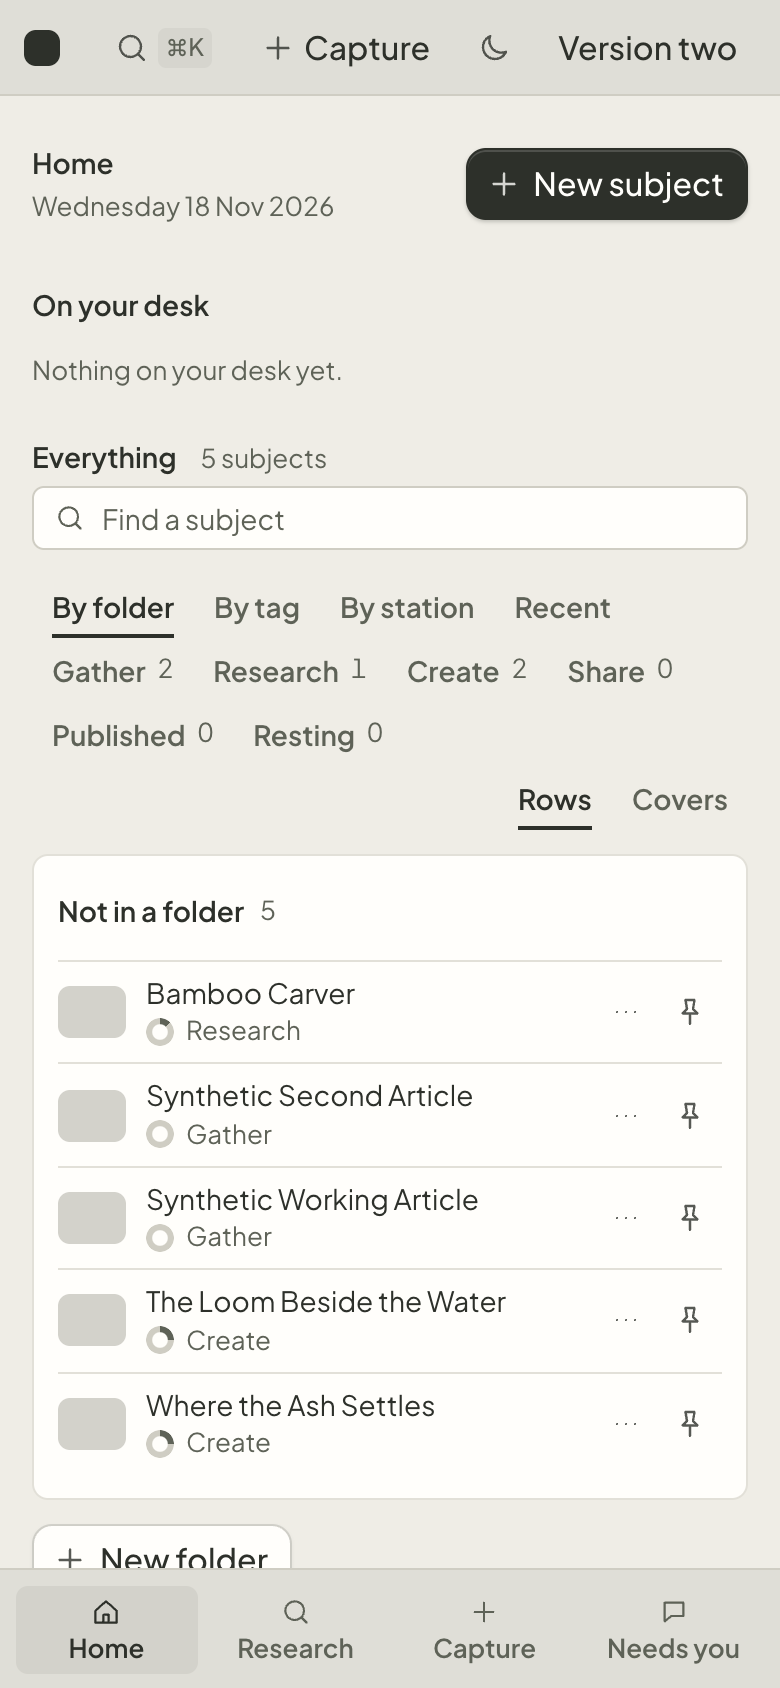 ⌘K
Capture
Version two
Home
Wednesday 18 Nov 2026
New subject
On your desk
Nothing on your desk yet.
Everything 5 subjects
Find a subject
By folder By tag By station Recent
Gather 2 Research 1 Create 2 Share 0
Published 0 Resting 0
Rows Covers
Not in a folder 5
Bamboo Carver
Research
Synthetic Second Article
Gather
Synthetic Working Article
Gather
The Loom Beside the Water
Create
Where the Ash Settles
Create
New folder
Home Research Capture Needs you